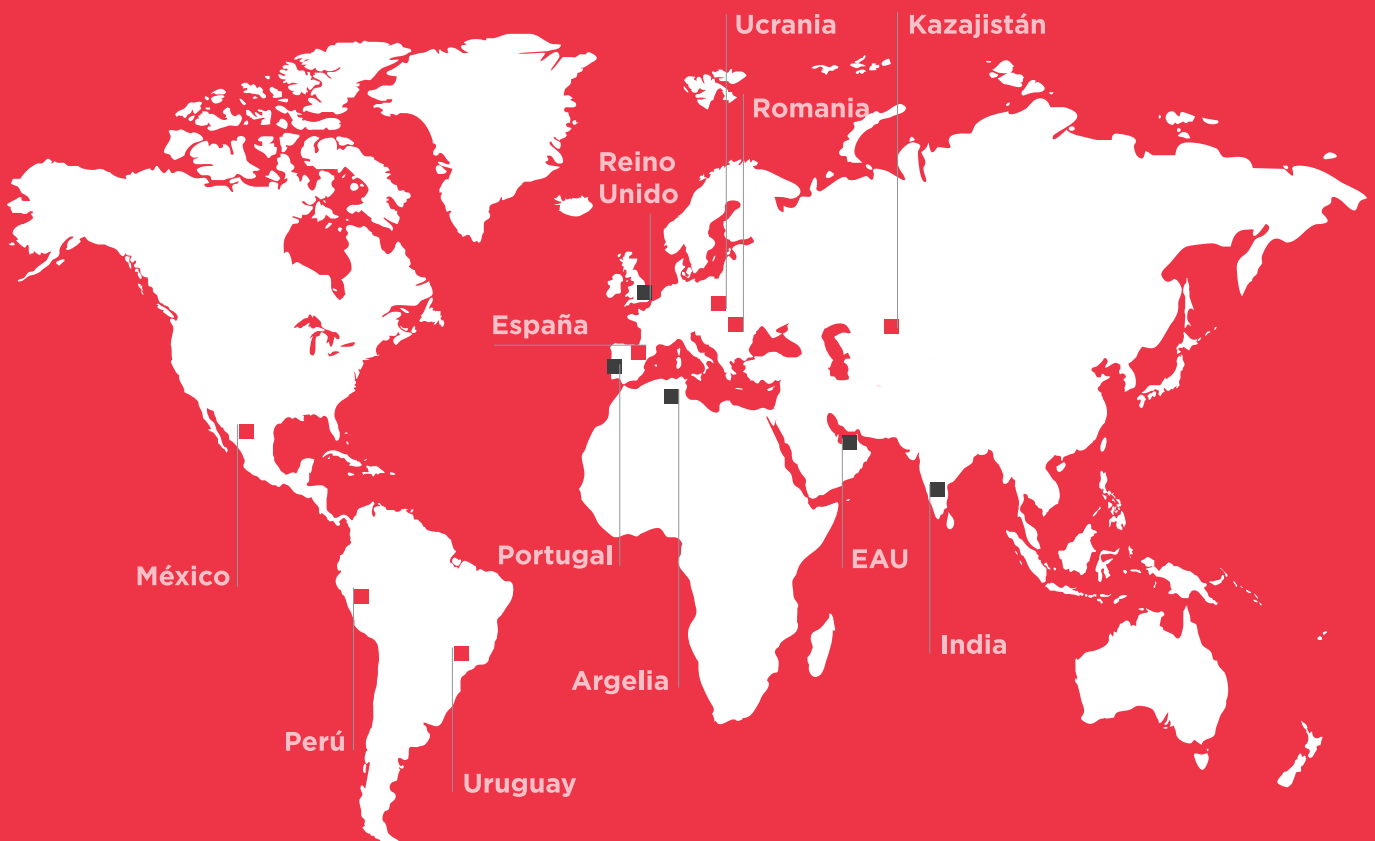 Ucrania
Kazajistán
Romania
Reino
Unido
España
Portugal
EAU
México
India
Argelia
Perú
Uruguay